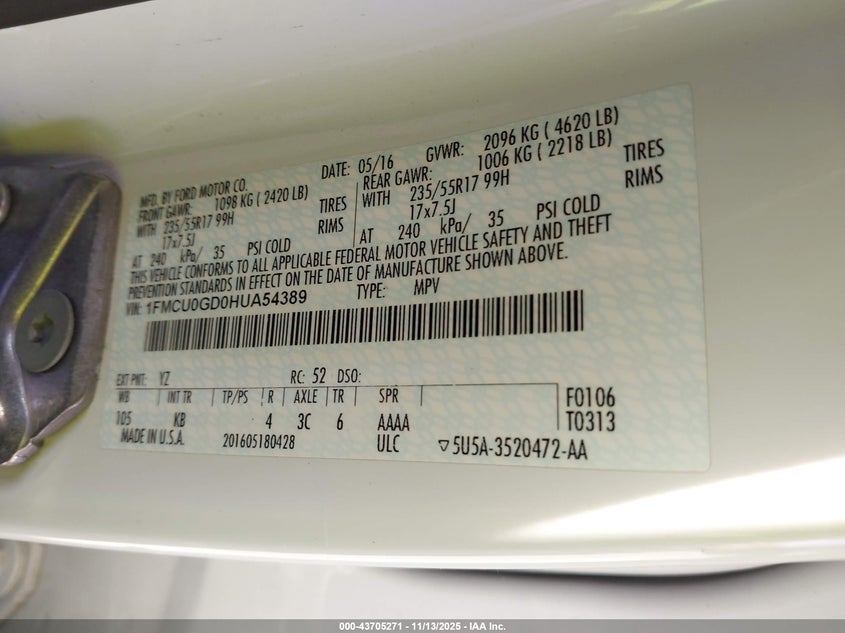 MFD. BY FORD MOTOR CO. DATE: 05/16 GVWR: 2096 KG ( 4620 LB)
FRONT GAWR: 1098 KG ( 2420 LB) REAR GAWR: 1006 KG ( 2218 LB)
WITH 235/55R17 99H TIRES WITH 235/55R17 99H TIRES
17x7.5J RIMS 17x7.5J RIMS
AT 240 kPa/ 35 PSI COLD AT 240 kPa/ 35 PSI COLD
THIS VEHICLE CONFORMS TO ALL APPLICABLE FEDERAL MOTOR VEHICLE SAFETY AND THEFT
PREVENTION STANDARDS IN EFFECT ON THE DATE OF MANUFACTURE SHOWN ABOVE.
VIN: 1FMCU0GD0HUA54389 TYPE: MPV
EXT PNT: YZ RC: 52 DSO:
WB INT TR TP/PS R AXLE TR SPR F0106
105 KB 4 3C 6 AAAA T0313
MADE IN U.S.A. 201605180428 ULC ▽5U5A-3520472-AA
000-43705271 - 11/13/2025 - IAA Inc.